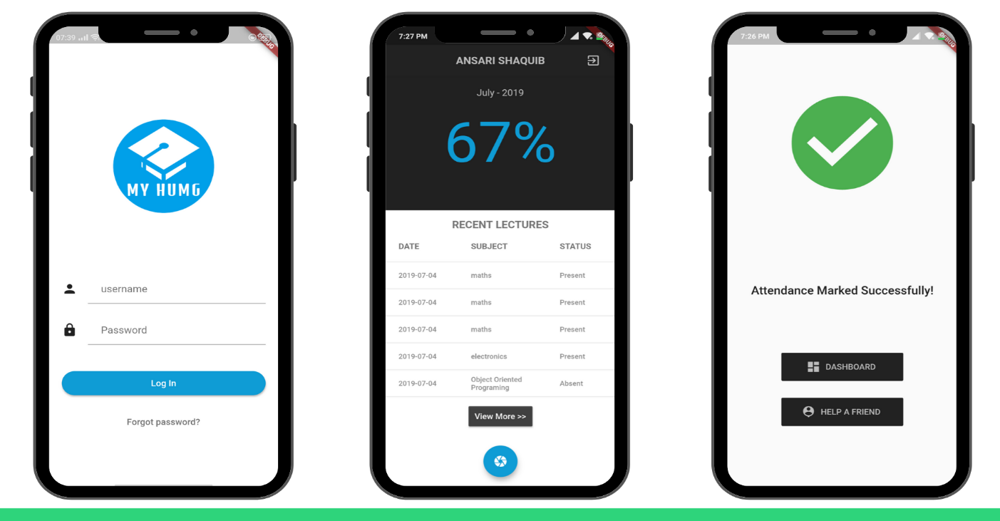 07:39
DEBUG
MY HUMG
username
Password
Log In
Forgot password?
7:27 PM
DEBUG
ANSARI SHAQUIB
July - 2019
67%
RECENT LECTURES
DATE SUBJECT STATUS
2019-07-04 maths Present
2019-07-04 maths Present
2019-07-04 maths Present
2019-07-04 electronics Present
2019-07-04 Object Oriented Programing Absent
View More >>
7:26 PM
DEBUG
Attendance Marked Successfully!
DASHBOARD
HELP A FRIEND